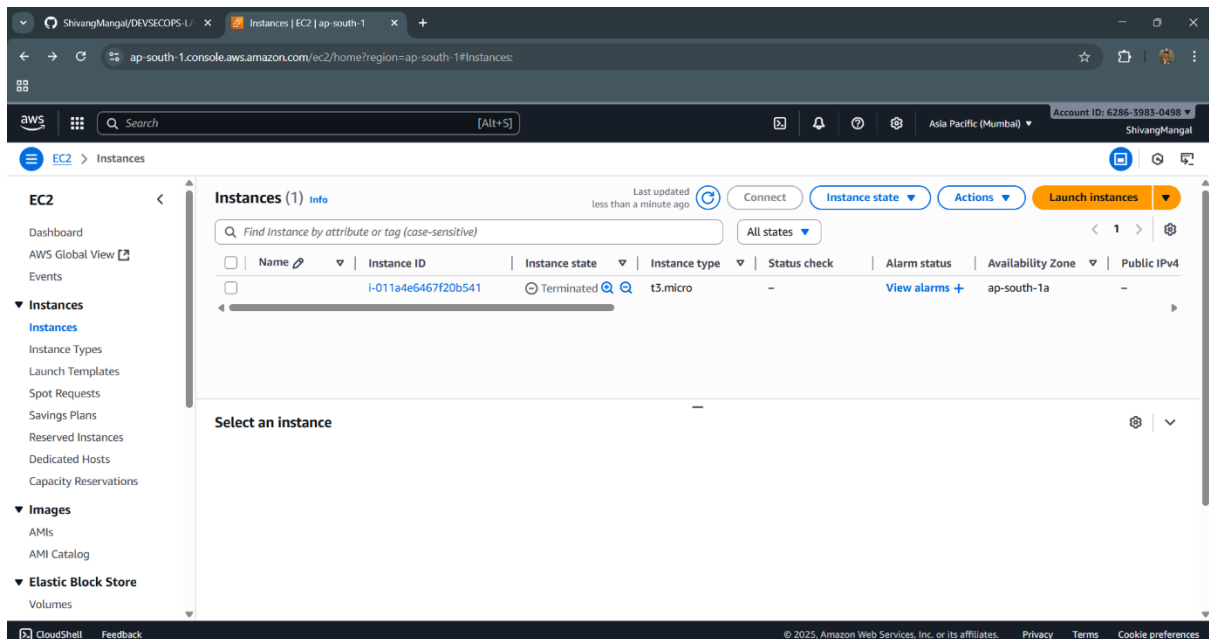 ShivangMangal/DEVSECOPS-L
Instances | EC2 | ap-south-1
ap-south-1.console.aws.amazon.com/ec2/home?region=ap-south-1#Instances:
aws
Search
[Alt+S]
Asia Pacific (Mumbai)
Account ID: 6286-3983-0498
ShivangMangal
EC2 > Instances
EC2
Dashboard
AWS Global View
Events
Instances
Instances
Instance Types
Launch Templates
Spot Requests
Savings Plans
Reserved Instances
Dedicated Hosts
Capacity Reservations
Images
AMIs
AMI Catalog
Elastic Block Store
Volumes
Instances (1) Info
Last updated
less than a minute ago
Connect
Instance state
Actions
Launch instances
Find Instance by attribute or tag (case-sensitive)
All states
1
Name Instance ID Instance state Instance type Status check Alarm status Availability Zone Public IPv4
i-011a4e6467f20b541 Terminated t3.micro – View alarms + ap-south-1a –
Select an instance
CloudShell Feedback © 2025, Amazon Web Services, Inc. or its affiliates. Privacy Terms Cookie preferences